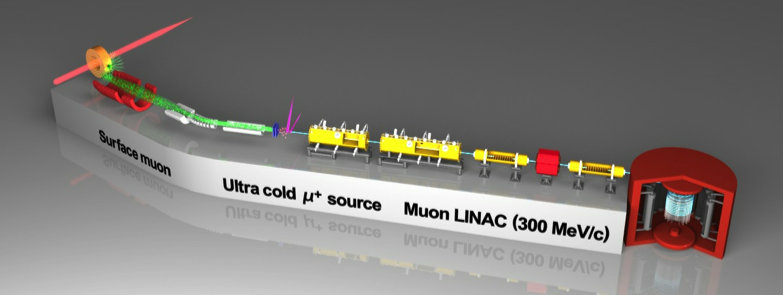 Surface muon
Ultra cold μ⁺ source
Muon LINAC (300 MeV/c)